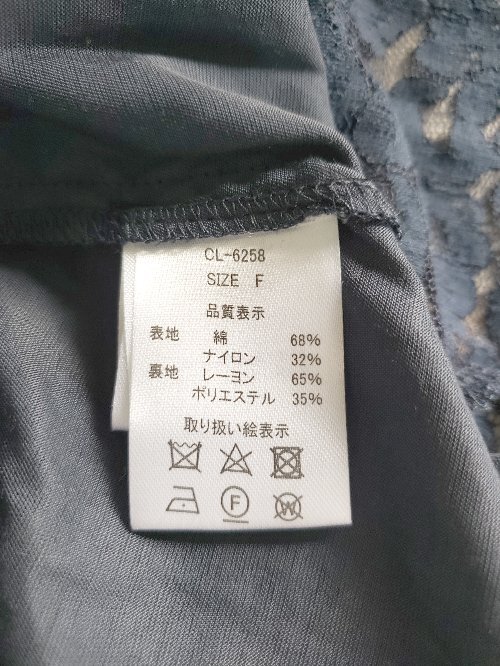 CL-6258
SIZE F
品質表示
表地 綿 68%
ナイロン 32%
裏地 レーヨン 65%
ポリエステル 35%
取り扱い絵表示
F
W